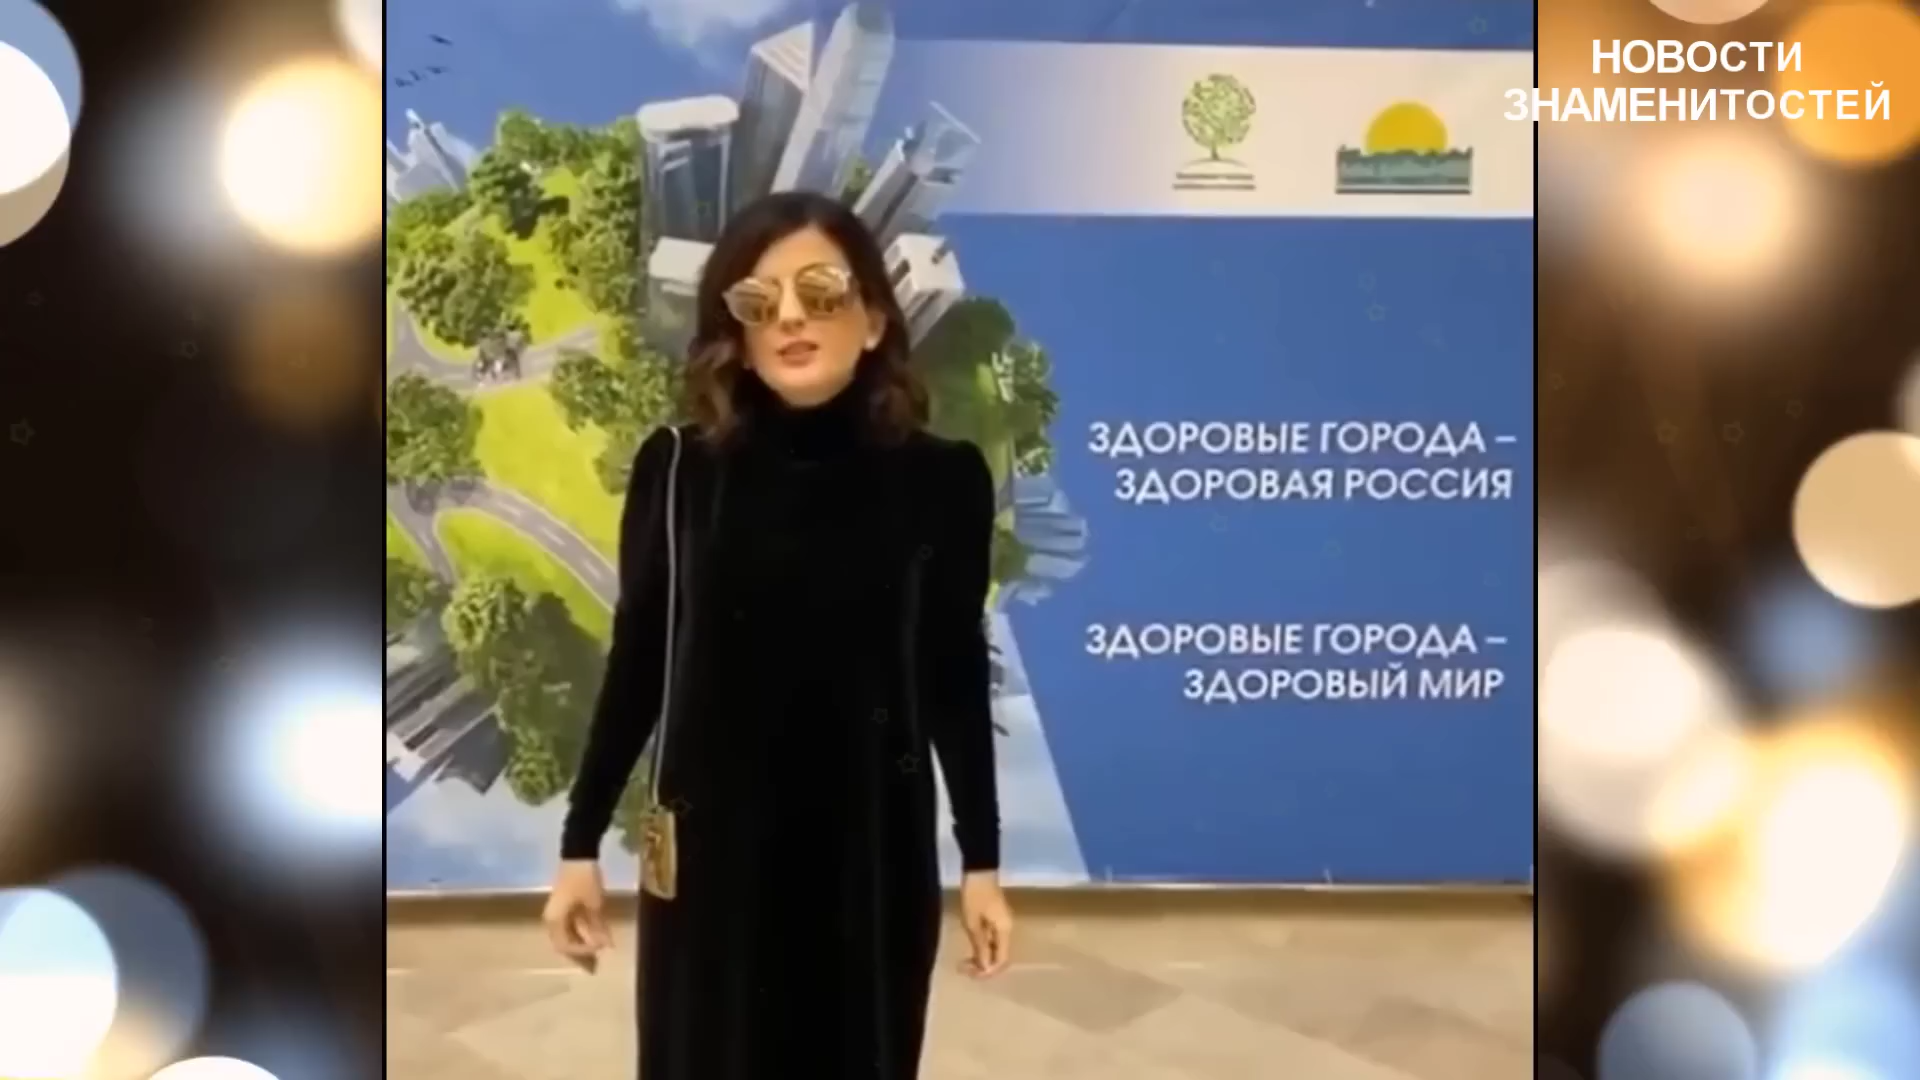 НОВОСТИ
ЗНАМЕНИТОСТЕЙ
ЗДОРОВЫЕ ГОРОДА –
ЗДОРОВАЯ РОССИЯ
ЗДОРОВЫЕ ГОРОДА –
ЗДОРОВЫЙ МИР